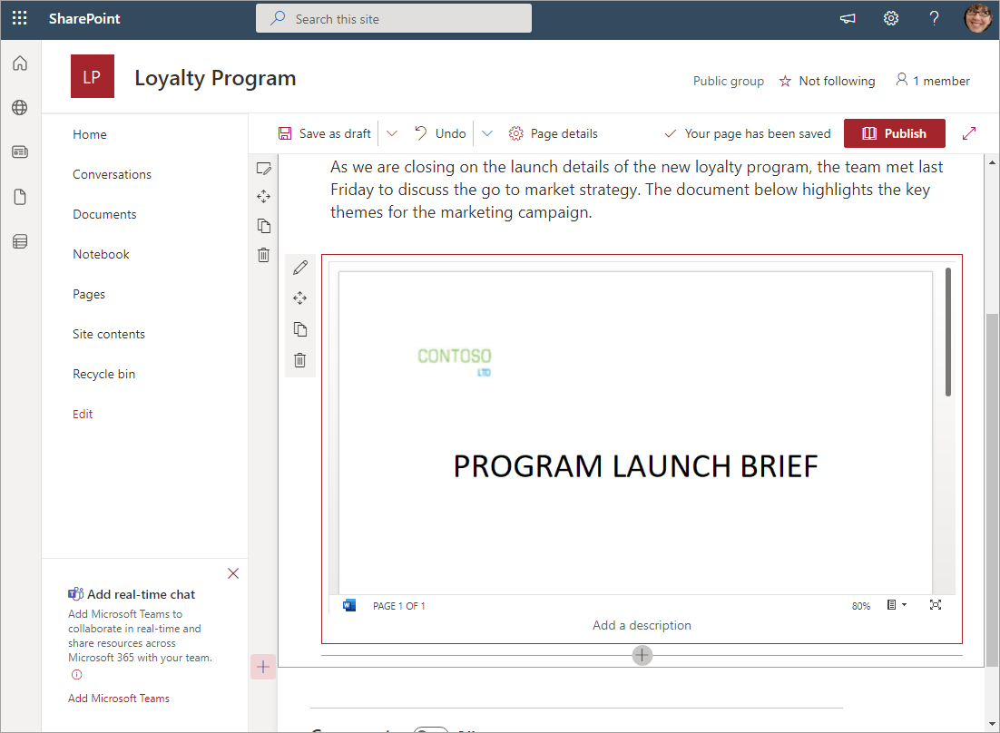 SharePoint
Search this site
?
LP
Loyalty Program
Public group
Not following
1 member
Save as draft
Undo
Page details
Your page has been saved
Publish
Home
Conversations
Documents
Notebook
Pages
Site contents
Recycle bin
Edit
As we are closing on the launch details of the new loyalty program, the team met last
Friday to discuss the go to market strategy. The document below highlights the key
themes for the marketing campaign.
CONTOSO
LTD
PROGRAM LAUNCH BRIEF
PAGE 1 OF 1
80%
Add a description
Add real-time chat
Add Microsoft Teams to
collaborate in real-time and
share resources across
Microsoft 365 with your team.
Add Microsoft Teams